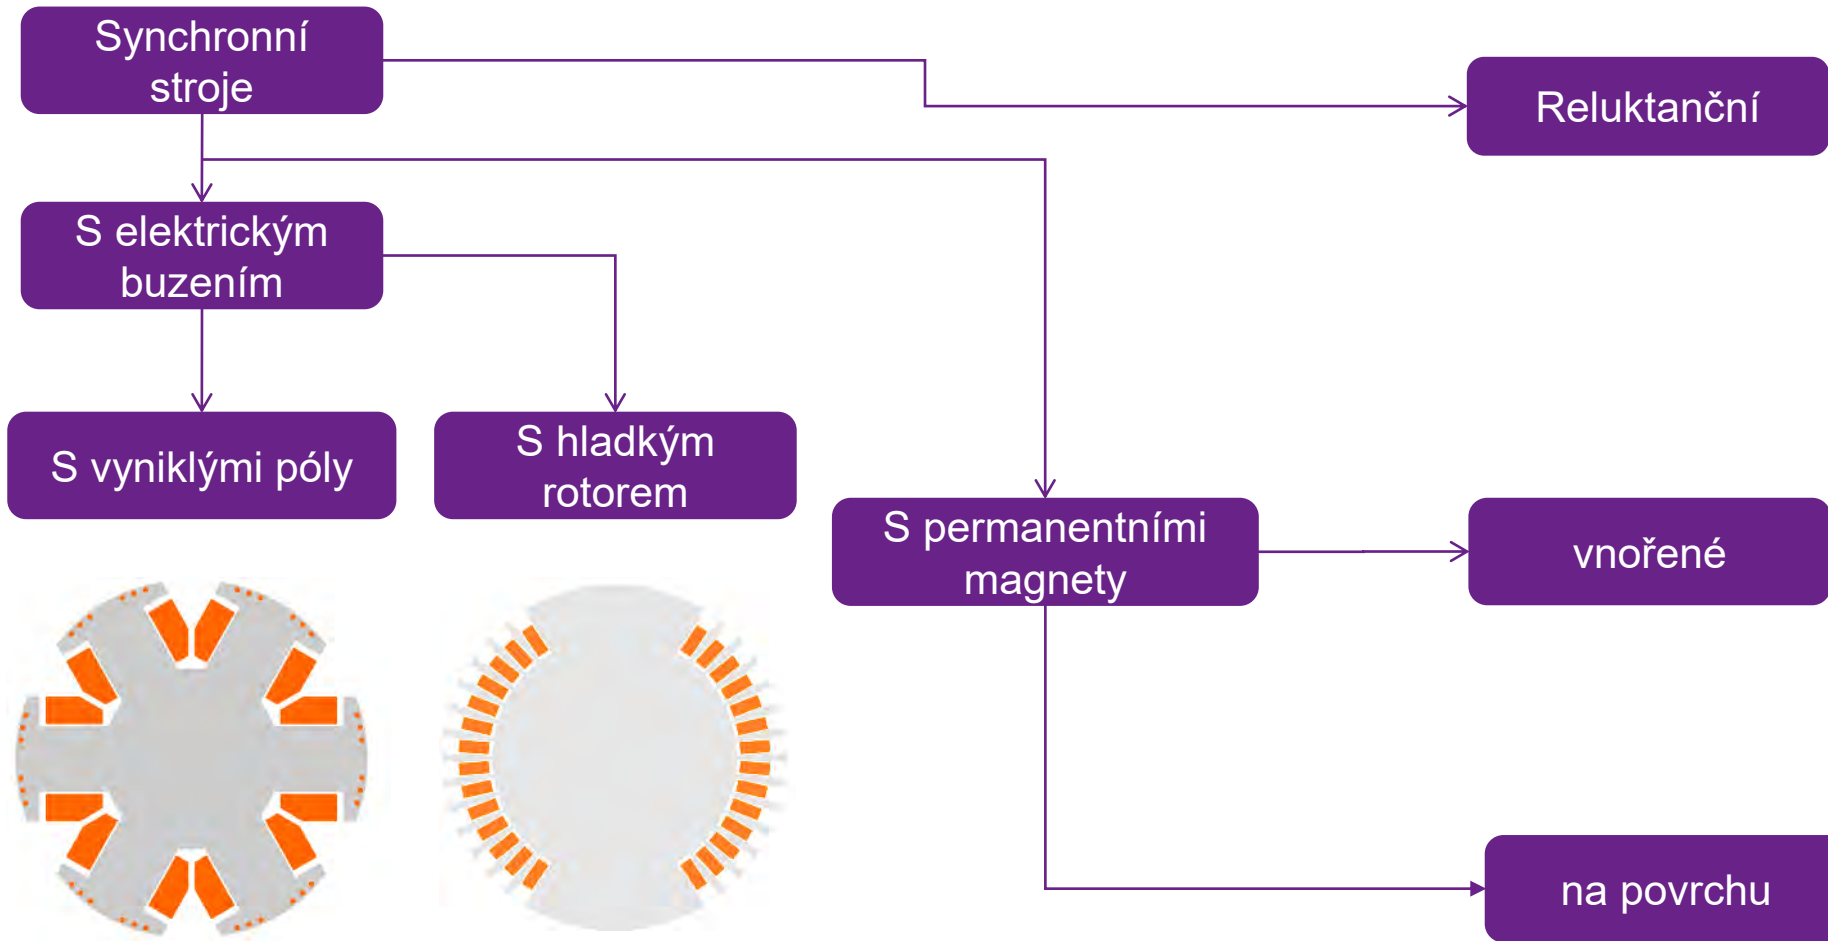 Synchronní
stroje
Reluktanční
S elektrickým
buzením
S vyniklými póly
S hladkým
rotorem
S permanentními
magnety
vnořené
na povrchu